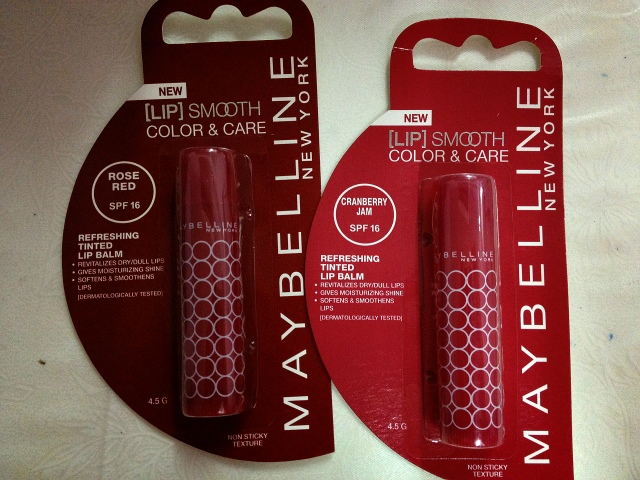 NEW
[LIP] SMOOTH
COLOR & CARE
ROSE
RED
SPF 16
REFRESHING
TINTED
LIP BALM
• REVITALIZES DRY/DULL LIPS
• GIVES MOISTURIZING SHINE
• SOFTENS & SMOOTHENS
LIPS
[DERMATOLOGICALLY TESTED]
YBELLINE
NEW YORK
4.5 G
NON STICKY
TEXTURE
MAYBELLINE
NEW YORK
NEW
[LIP] SMOOTH
COLOR & CARE
CRANBERRY
JAM
SPF 16
REFRESHING
TINTED
LIP BALM
• REVITALIZES DRY/DULL LIPS
• GIVES MOISTURIZING SHINE
• SOFTENS & SMOOTHENS
LIPS
[DERMATOLOGICALLY TESTED]
YBELLINE
NEW YORK
4.5 G
NON STICKY
TEXTURE
MAYBELLINE
NEW YORK